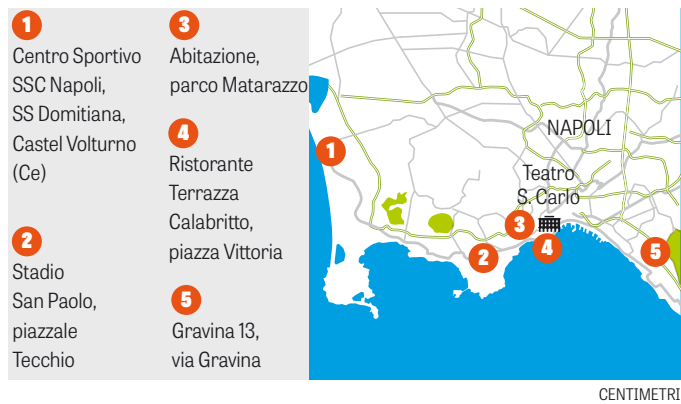 1
Centro Sportivo
SSC Napoli,
SS Domitiana,
Castel Volturno
(Ce)
2
Stadio
San Paolo,
piazzale
Tecchio
3
Abitazione,
parco Matarazzo
4
Ristorante
Terrazza
Calabritto,
piazza Vittoria
5
Gravina 13,
via Gravina
1
NAPOLI
Teatro
S. Carlo
3
4
2
5
CENTIMETRI